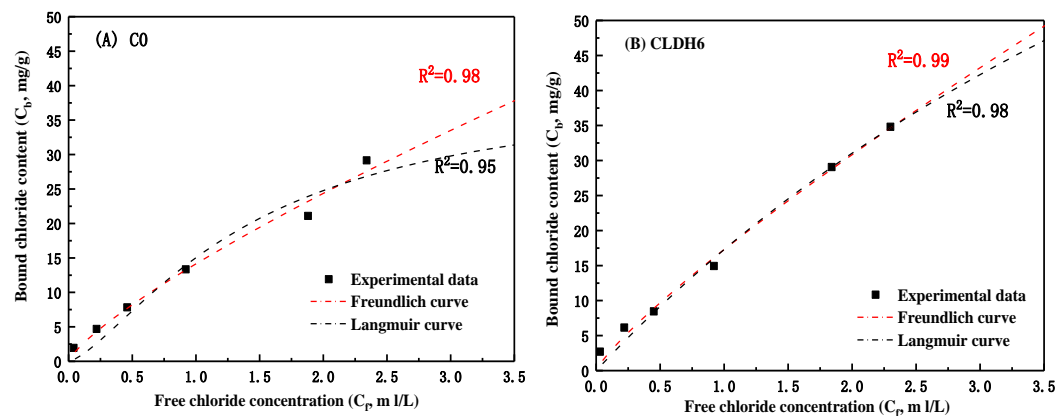 (A) C0
R²=0.98
R²=0.95
Experimental data
Freundlich curve
Langmuir curve
Bound chloride content (C_b, mg/g)
50
45
40
35
30
25
20
15
10
5
0
0.0 0.5 1.0 1.5 2.0 2.5 3.0 3.5
Free chloride concentration (C_f, m l/L)
(B) CLDH6
R²=0.99
R²=0.98
Experimental data
Freundlich curve
Langmuir curve
Bound chloride content (C_b, mg/g)
50
45
40
35
30
25
20
15
10
5
0
0.0 0.5 1.0 1.5 2.0 2.5 3.0 3.5
Free chloride concentration (C_f, m l/L)